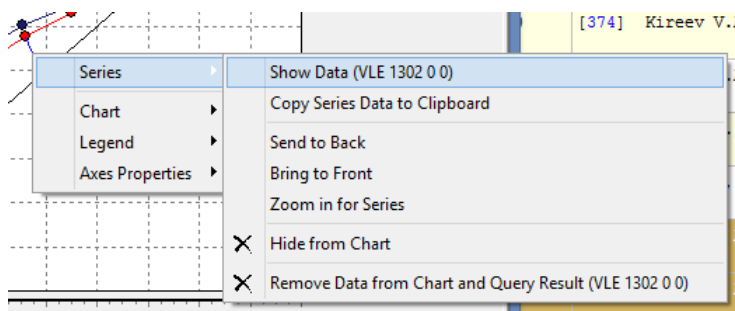 [374] Kireev V.
Series
Show Data (VLE 1302 0 0)
Copy Series Data to Clipboard
Chart
Legend
Send to Back
Axes Properties
Bring to Front
Zoom in for Series
Hide from Chart
Remove Data from Chart and Query Result (VLE 1302 0 0)